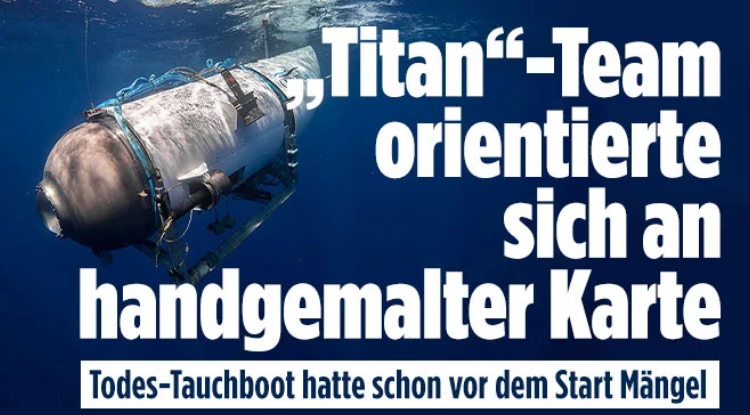 „Titan“-Team
orientierte
sich an
handgemalter Karte
Todes-Tauchboot hatte schon vor dem Start Mängel